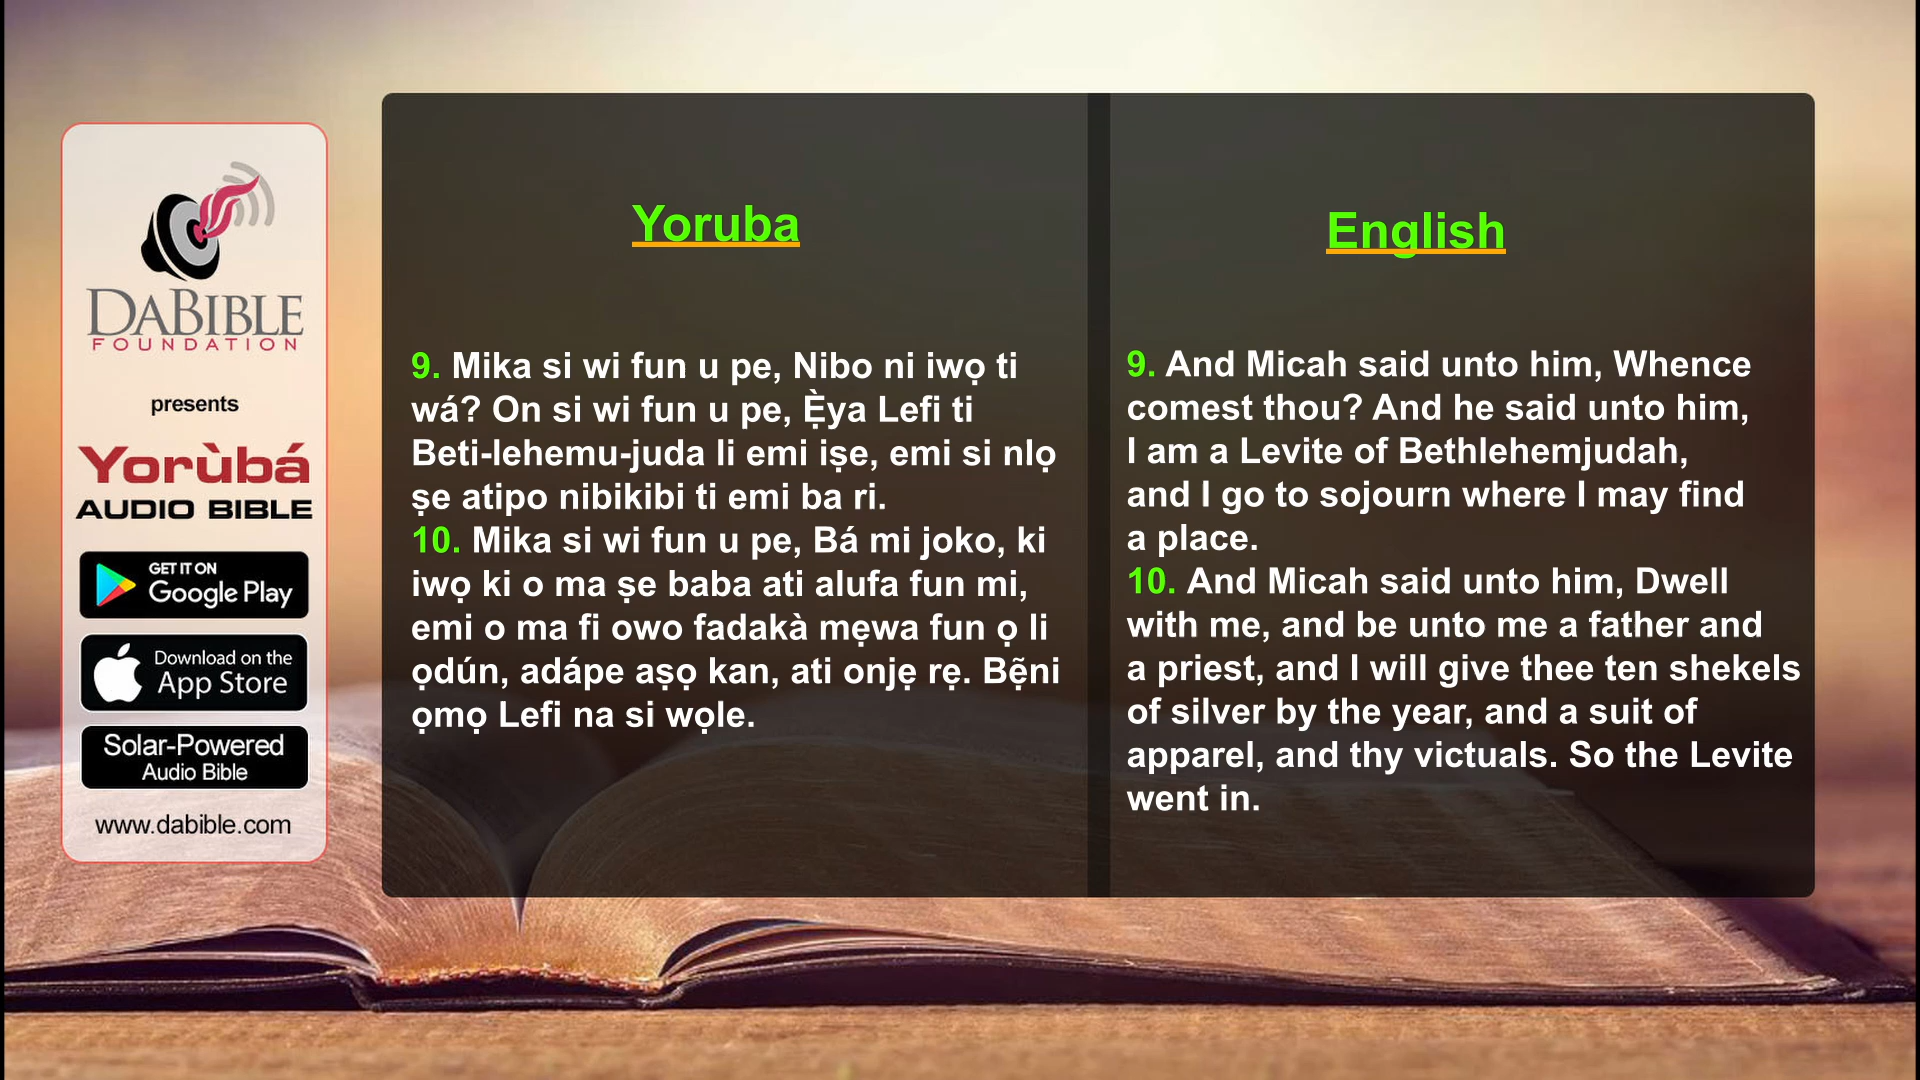 DABIBLE
FOUNDATION
presents
Yorùbá
AUDIO BIBLE
GET IT ON
Google Play
Download on the
App Store
Solar-Powered
Audio Bible
www.dabible.com
Yoruba
9. Mika si wi fun u pe, Nibo ni iwọ ti
wá? On si wi fun u pe, Ẹ̀ya Lefi ti
Beti-lehemu-juda li emi iṣe, emi si nlọ
ṣe atipo nibikibi ti emi ba ri.
10. Mika si wi fun u pe, Bá mi joko, ki
iwọ ki o ma ṣe baba ati alufa fun mi,
emi o ma fi owo fadakà mẹwa fun ọ li
ọdún, adápe aṣọ kan, ati onjẹ rẹ. Bẹ̃ni
ọmọ Lefi na si wọle.
English
9. And Micah said unto him, Whence
comest thou? And he said unto him,
I am a Levite of Bethlehemjudah,
and I go to sojourn where I may find
a place.
10. And Micah said unto him, Dwell
with me, and be unto me a father and
a priest, and I will give thee ten shekels
of silver by the year, and a suit of
apparel, and thy victuals. So the Levite
went in.